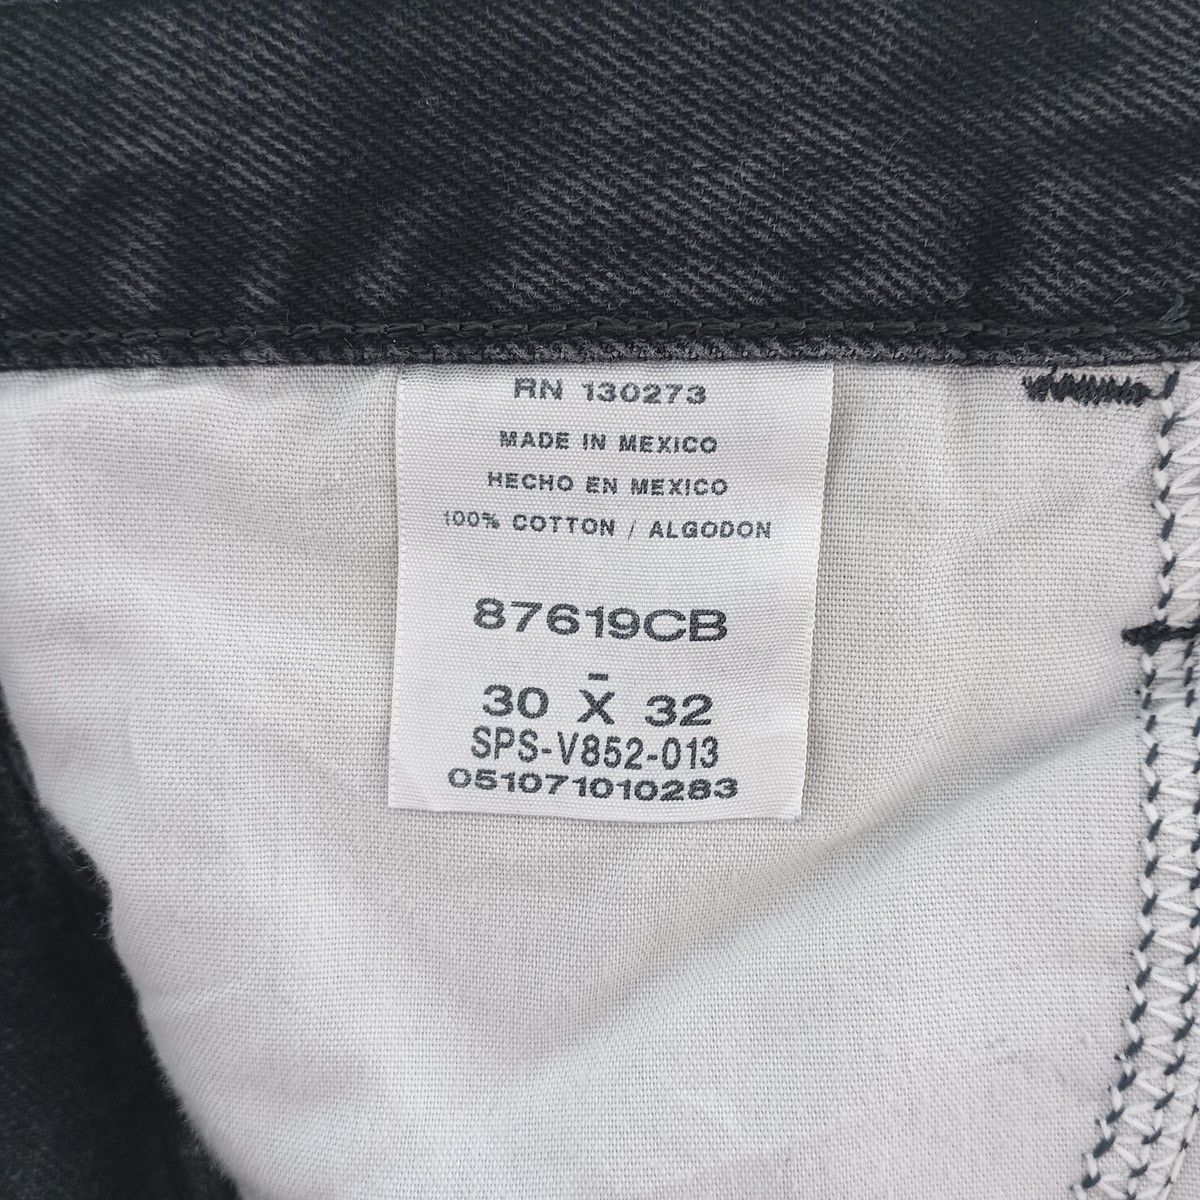 RN 130273
MADE IN MEXICO
HECHO EN MEXICO
100% COTTON / ALGODON
87619CB
-
30 X 32
SPS-V852-013
051071010283